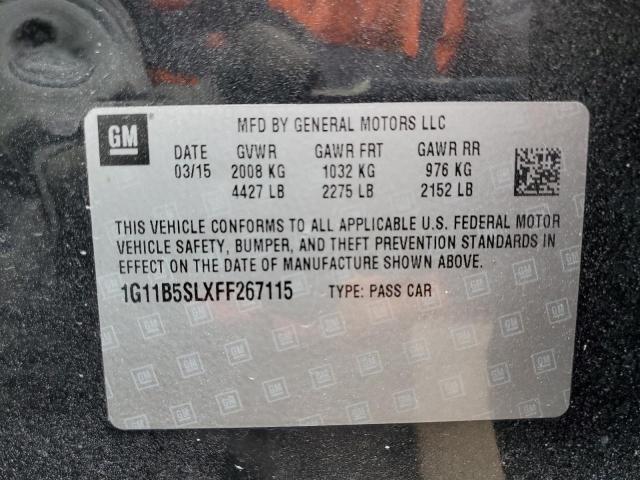 GM
MFD BY GENERAL MOTORS LLC
DATE GVWR GAWR FRT GAWR RR
03/15 2008 KG 1032 KG 976 KG
4427 LB 2275 LB 2152 LB
THIS VEHICLE CONFORMS TO ALL APPLICABLE U.S. FEDERAL MOTOR
VEHICLE SAFETY, BUMPER, AND THEFT PREVENTION STANDARDS IN
EFFECT ON THE DATE OF MANUFACTURE SHOWN ABOVE.
1G11B5SLXFF267115 TYPE: PASS CAR